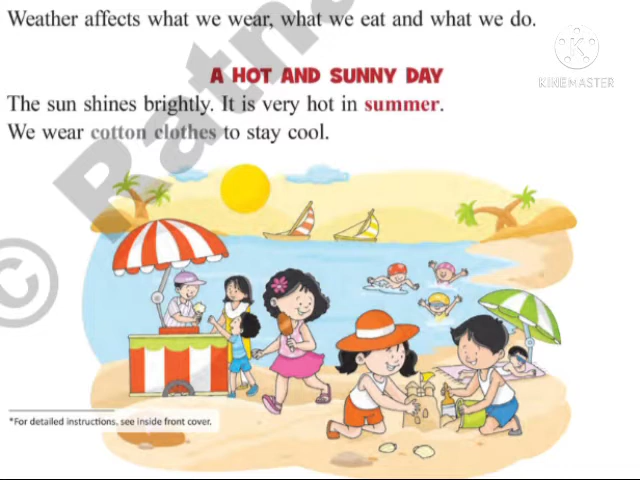 Weather affects what we wear, what we eat and what we do.
KINEMASTER
A HOT AND SUNNY DAY
The sun shines brightly. It is very hot in summer.
We wear cotton clothes to stay cool.
© Ratna
*For detailed instructions, see inside front cover.